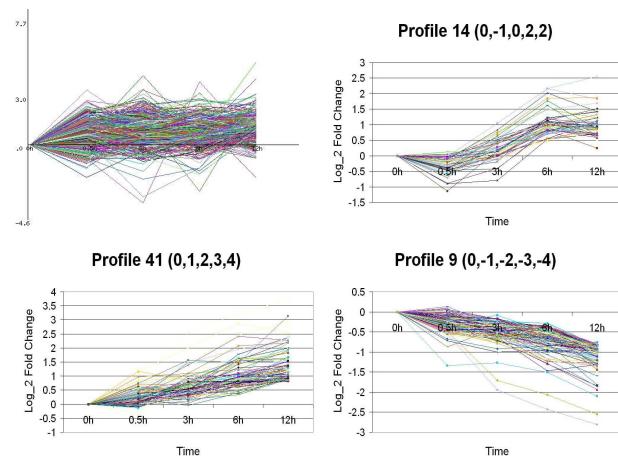 7.7
3.0
.0 0h
12h
-4.6
Profile 14 (0,-1,0,2,2)
3
2.5
2
1.5
1
0.5
0
-0.5
-1
-1.5
Log_2 Fold Change
0h 0.5h 3h 6h 12h
Time
Profile 41 (0,1,2,3,4)
4
3.5
3
2.5
2
1.5
1
0.5
0
-0.5
-1
Log_2 Fold Change
0h 0.5h 3h 6h 12h
Time
Profile 9 (0,-1,-2,-3,-4)
0.5
0
-0.5
-1
-1.5
-2
-2.5
-3
Log_2 Fold Change
0h 0.5h 3h 6h 12h
Time